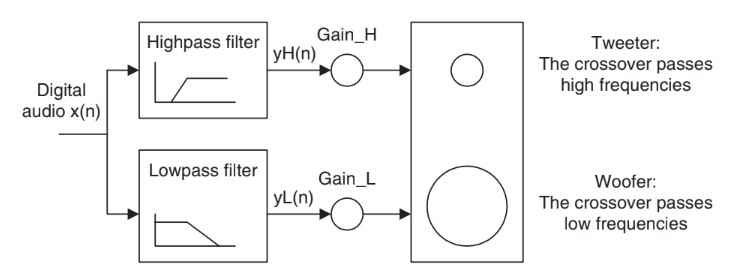 Highpass filter
yH(n)
Gain_H
Tweeter:
The crossover passes
high frequencies
Digital
audio x(n)
Lowpass filter
yL(n)
Gain_L
Woofer:
The crossover passes
low frequencies